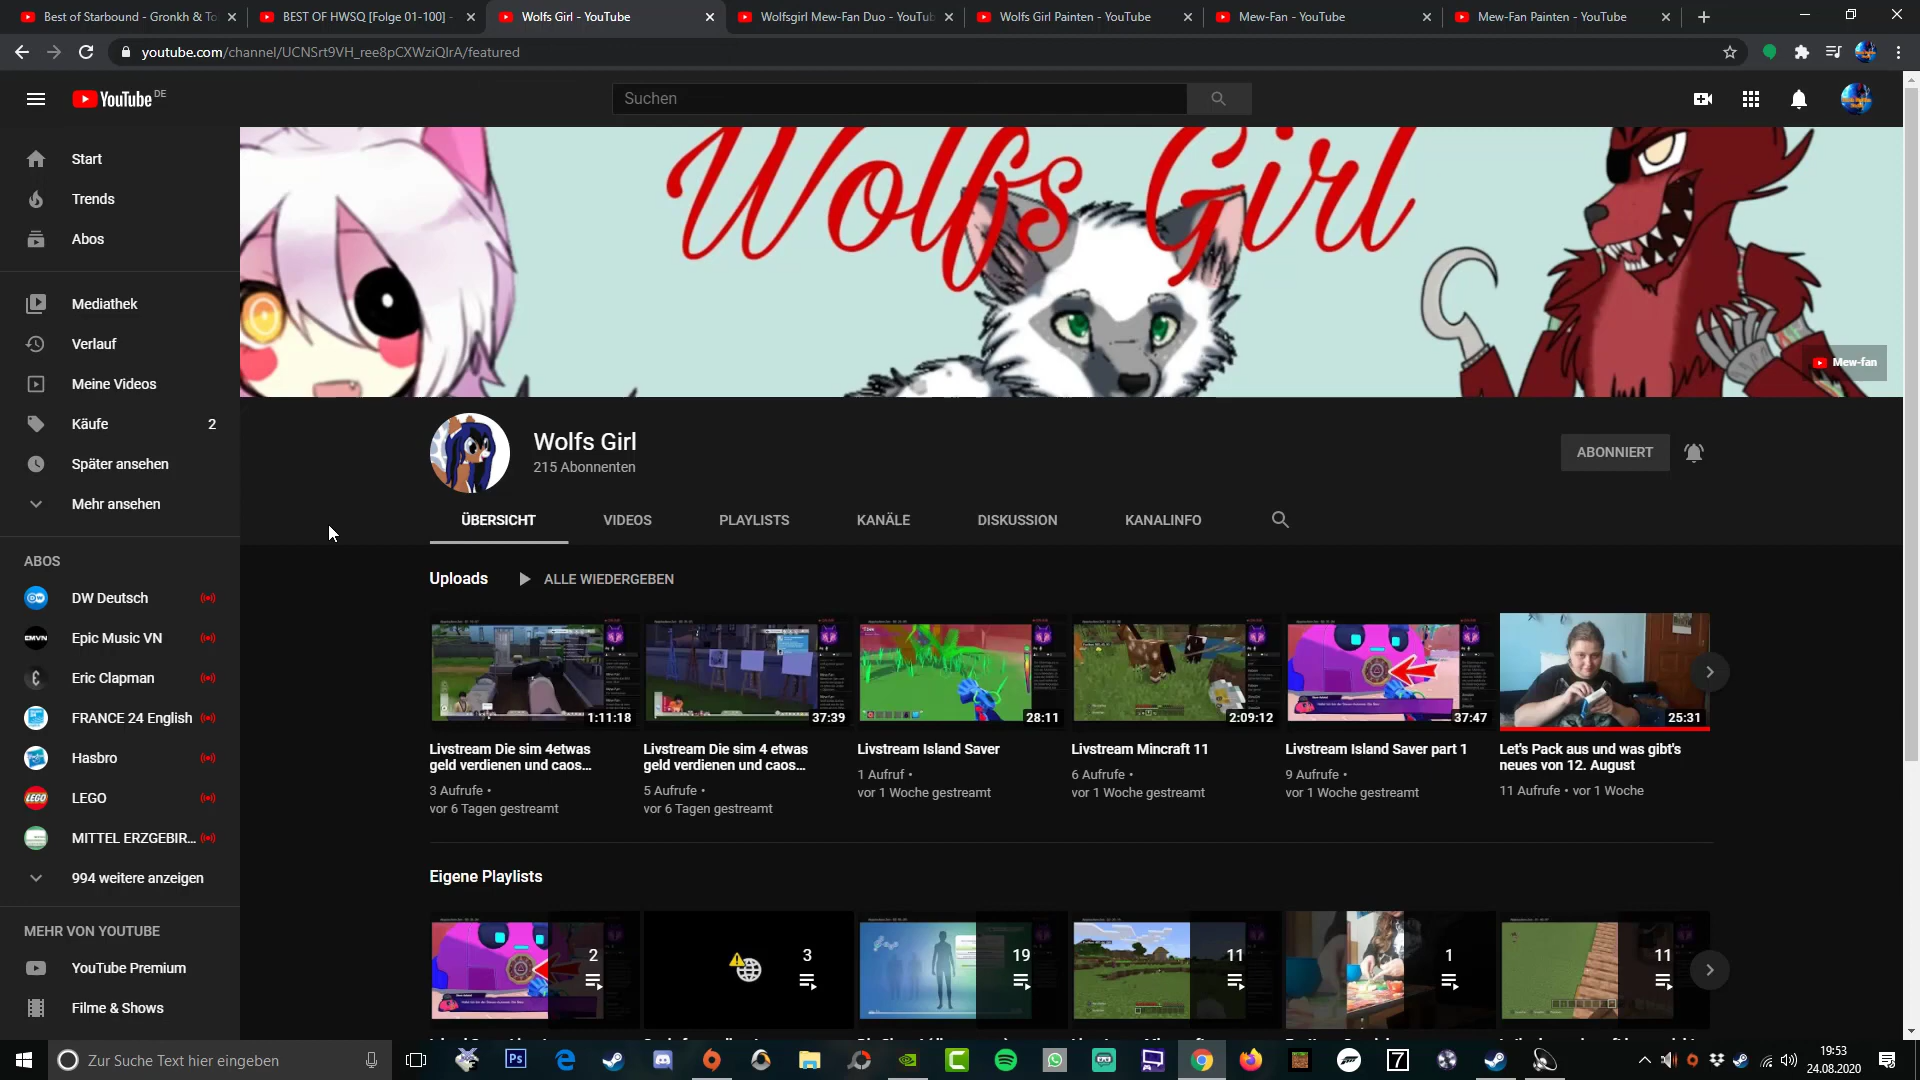 Best of Starbound - Gronkh & To
BEST OF HWSQ [Folge 01-100] -
Wolfs Girl - YouTube
Wolfsgirl Mew-Fan Duo - YouTub
Wolfs Girl Painten - YouTube
Mew-Fan - YouTube
Mew-Fan Painten - YouTube
youtube.com/channel/UCNSrt9VH_ree8pCXWziQlrA/featured
YouTube DE
Suchen
Start
Trends
Abos
Mediathek
Verlauf
Meine Videos
Käufe 2
Später ansehen
Mehr ansehen
ABOS
DW Deutsch
EMVN Epic Music VN
Eric Clapman
FRANCE 24 English
Hasbro
LEGO LEGO
MITTEL ERZGEBIR...
994 weitere anzeigen
MEHR VON YOUTUBE
YouTube Premium
Filme & Shows
Wolfs Girl
Mew-fan
Wolfs Girl
215 Abonnenten
ABONNIERT
ÜBERSICHT VIDEOS PLAYLISTS KANÄLE DISKUSSION KANALINFO
Uploads ALLE WIEDERGEBEN
1:11:18
37:39
28:11
2:09:12
37:47
25:31
Livstream Die sim 4etwas
geld verdienen und caos...
3 Aufrufe •
vor 6 Tagen gestreamt
Livstream Die sim 4 etwas
geld verdienen und caos...
5 Aufrufe •
vor 6 Tagen gestreamt
Livstream Island Saver
1 Aufruf •
vor 1 Woche gestreamt
Livstream Mincraft 11
6 Aufrufe •
vor 1 Woche gestreamt
Livstream Island Saver part 1
9 Aufrufe •
vor 1 Woche gestreamt
Let's Pack aus und was gibt's
neues von 12. August
11 Aufrufe • vor 1 Woche
Eigene Playlists
2
3
19
11
1
11
Zur Suche Text hier eingeben
Ps
7
19:53
24.08.2020